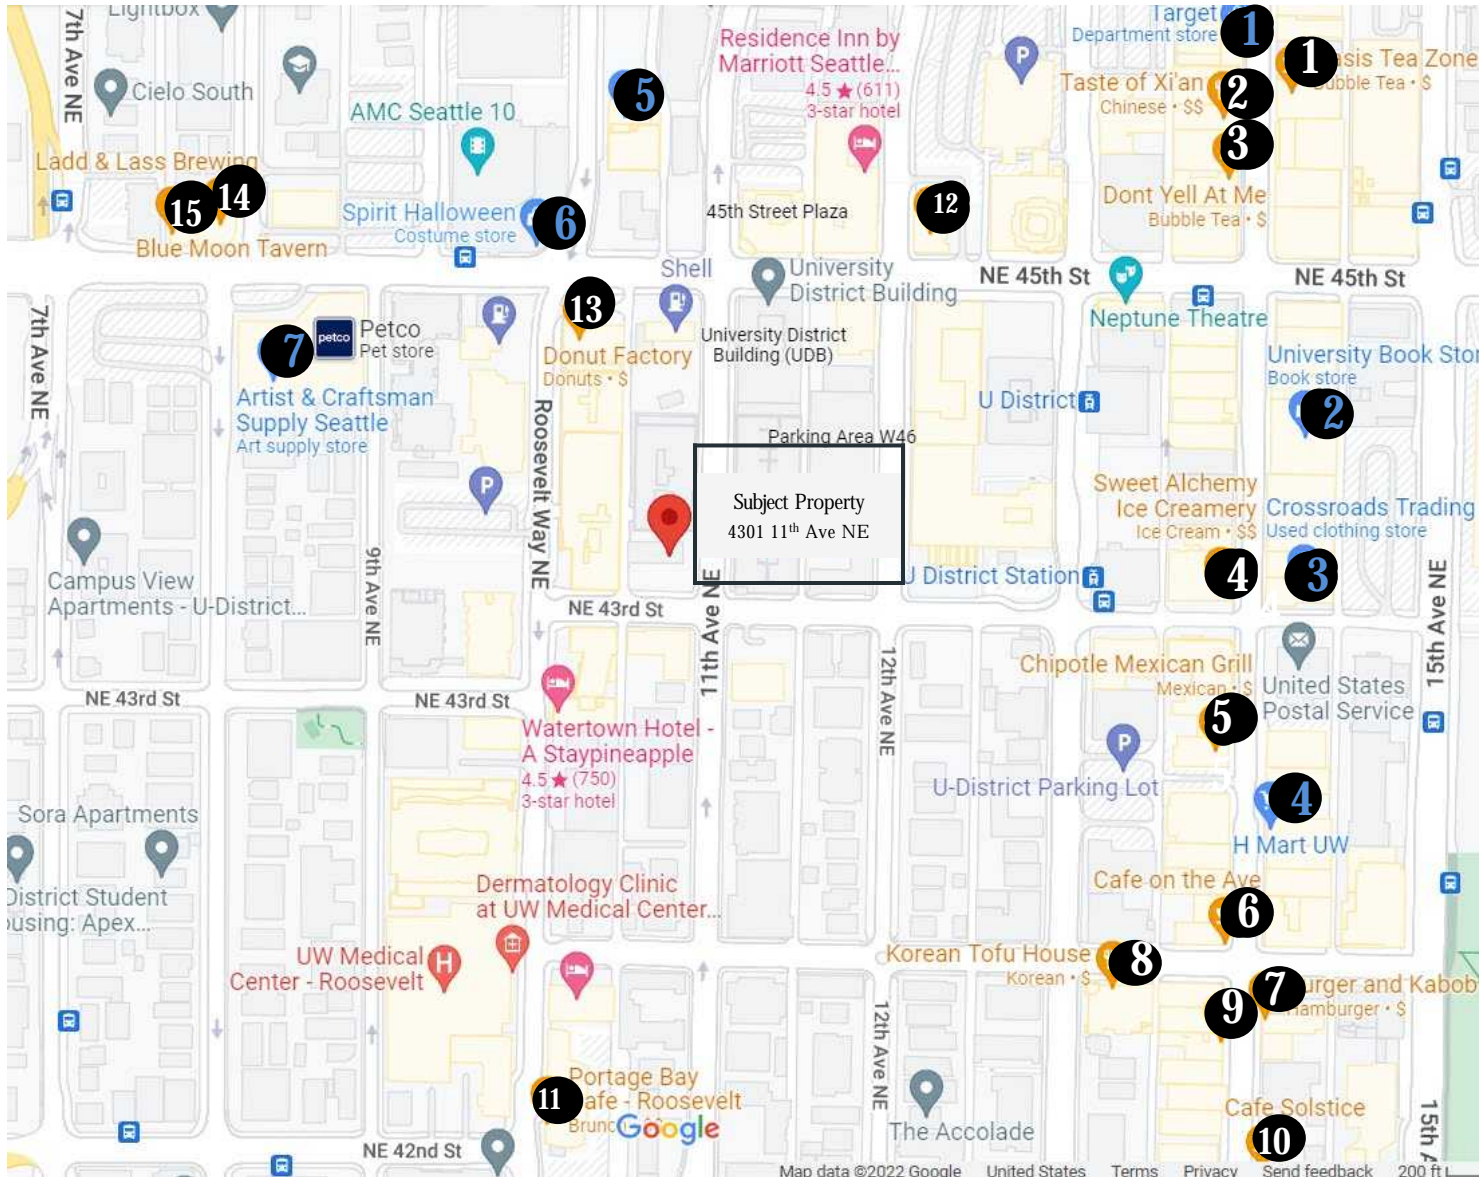 Lightbox
7th Ave NE
Cielo South
AMC Seattle 10
5
Residence Inn by
Marriott Seattle...
4.5 ★ (611)
3-star hotel
P
Target
Department store
1
1
asis Tea Zone
Bubble Tea • $
Taste of Xi'an
Chinese • $$
2
3
Dont Yell At Me
Bubble Tea • $
Ladd & Lass Brewing
15
14
Blue Moon Tavern
Spirit Halloween
Costume store
6
45th Street Plaza
12
Shell
University
District Building
NE 45th St
NE 45th St
Neptune Theatre
7th Ave NE
7
petco
Petco
Pet store
Artist & Craftsman
Supply Seattle
Art supply store
13
Donut Factory
Donuts • $
University District
Building (UDB)
University Book Stor
Book store
2
U District
Roosevelt Way NE
Parking Area W46
P
Subject Property
4301 11th Ave NE
Sweet Alchemy
Ice Creamery
Ice Cream • $$
4
Crossroads Trading
Used clothing store
3
U District Station
Campus View
Apartments - U-District...
9th Ave NE
NE 43rd St
11th Ave NE
15th Ave NE
NE 43rd St
NE 43rd St
12th Ave NE
Chipotle Mexican Grill
Mexican • $
5
United States
Postal Service
Watertown Hotel -
A Staypineapple
4.5 ★ (750)
3-star hotel
P
U-District Parking Lot
5
4
H Mart UW
Sora Apartments
District Student
ousing: Apex...
Cafe on the Ave
6
Dermatology Clinic
at UW Medical Center...
UW Medical
Center - Roosevelt
H
Korean Tofu House
Korean • $
8
7
urger and Kabob
Hamburger • $
9
12th Ave NE
11
Portage Bay
afe - Roosevelt
Brunc
Google
The Accolade
Cafe Solstice
10
15th A
NE 42nd St
Map data ©2022 Google United States Terms Privacy Send feedback 200 ft